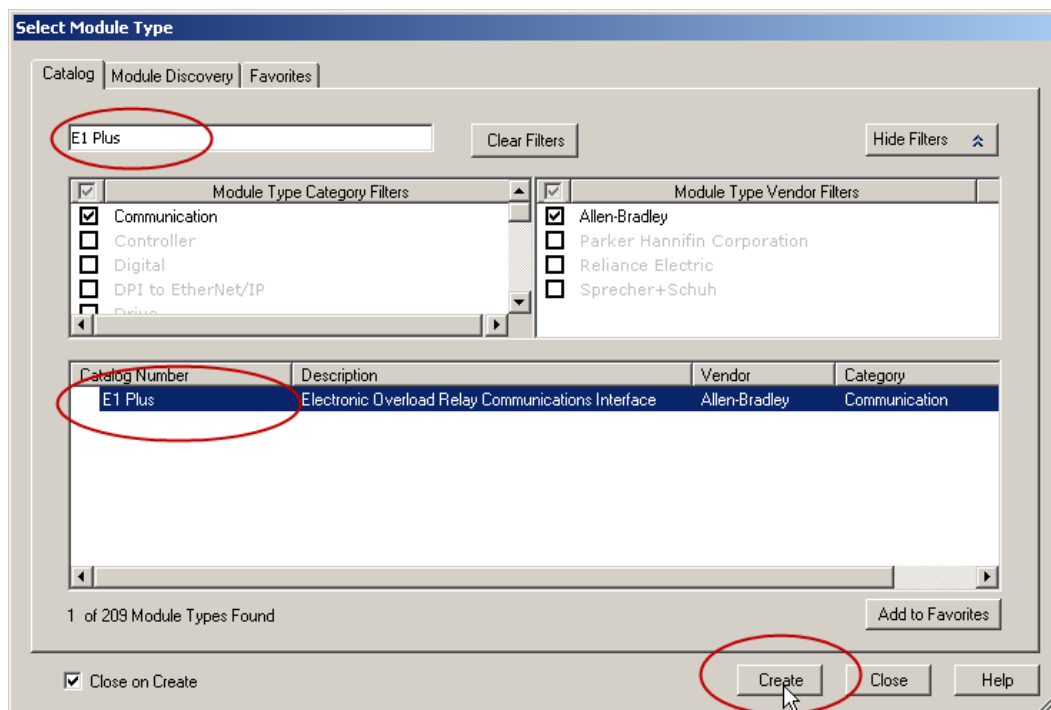 Select Module Type
Catalog Module Discovery Favorites
E1 Plus Clear Filters Hide Filters
Module Type Category Filters Module Type Vendor Filters
Communication Allen-Bradley
Controller Parker Hannifin Corporation
Digital Reliance Electric
DPI to EtherNet/IP Sprecher+Schuh
Drive
Catalog Number Description Vendor Category
E1 Plus Electronic Overload Relay Communications Interface Allen-Bradley Communication
1 of 209 Module Types Found Add to Favorites
Close on Create Create Close Help